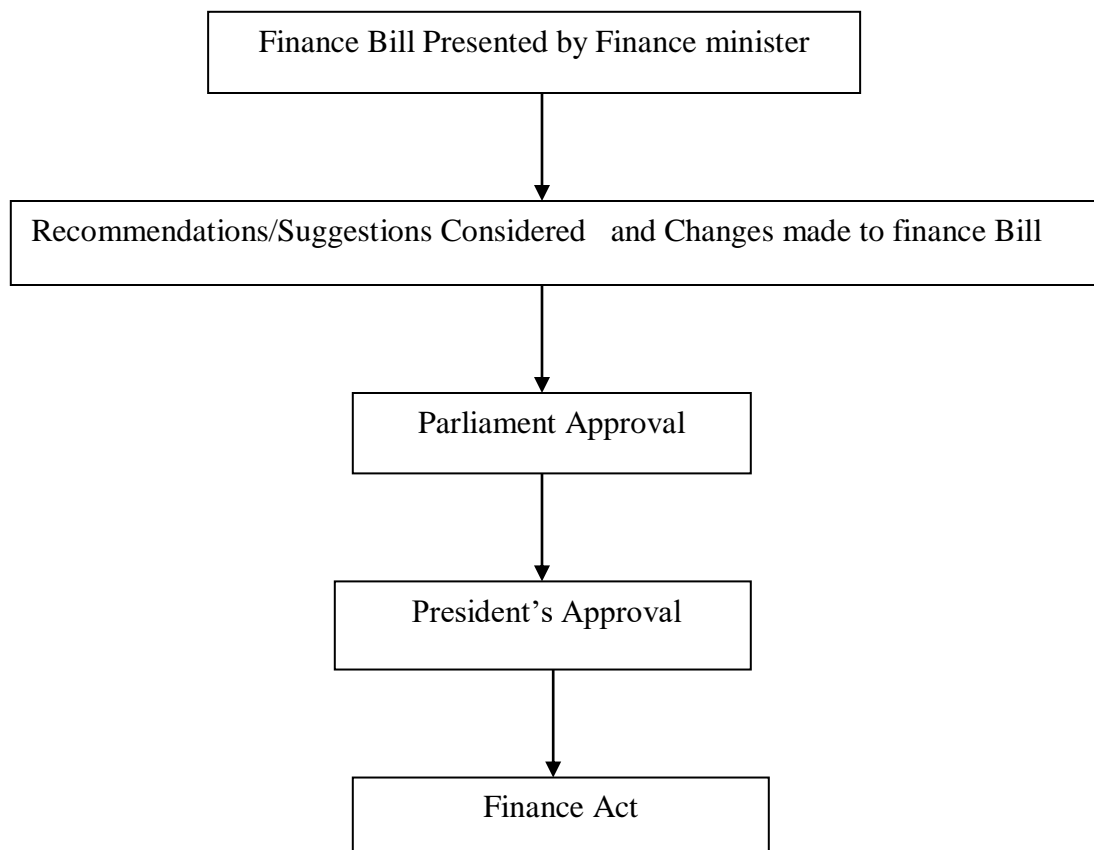 Finance Bill Presented by Finance minister
Recommendations/Suggestions Considered and Changes made to finance Bill
Parliament Approval
President’s Approval
Finance Act